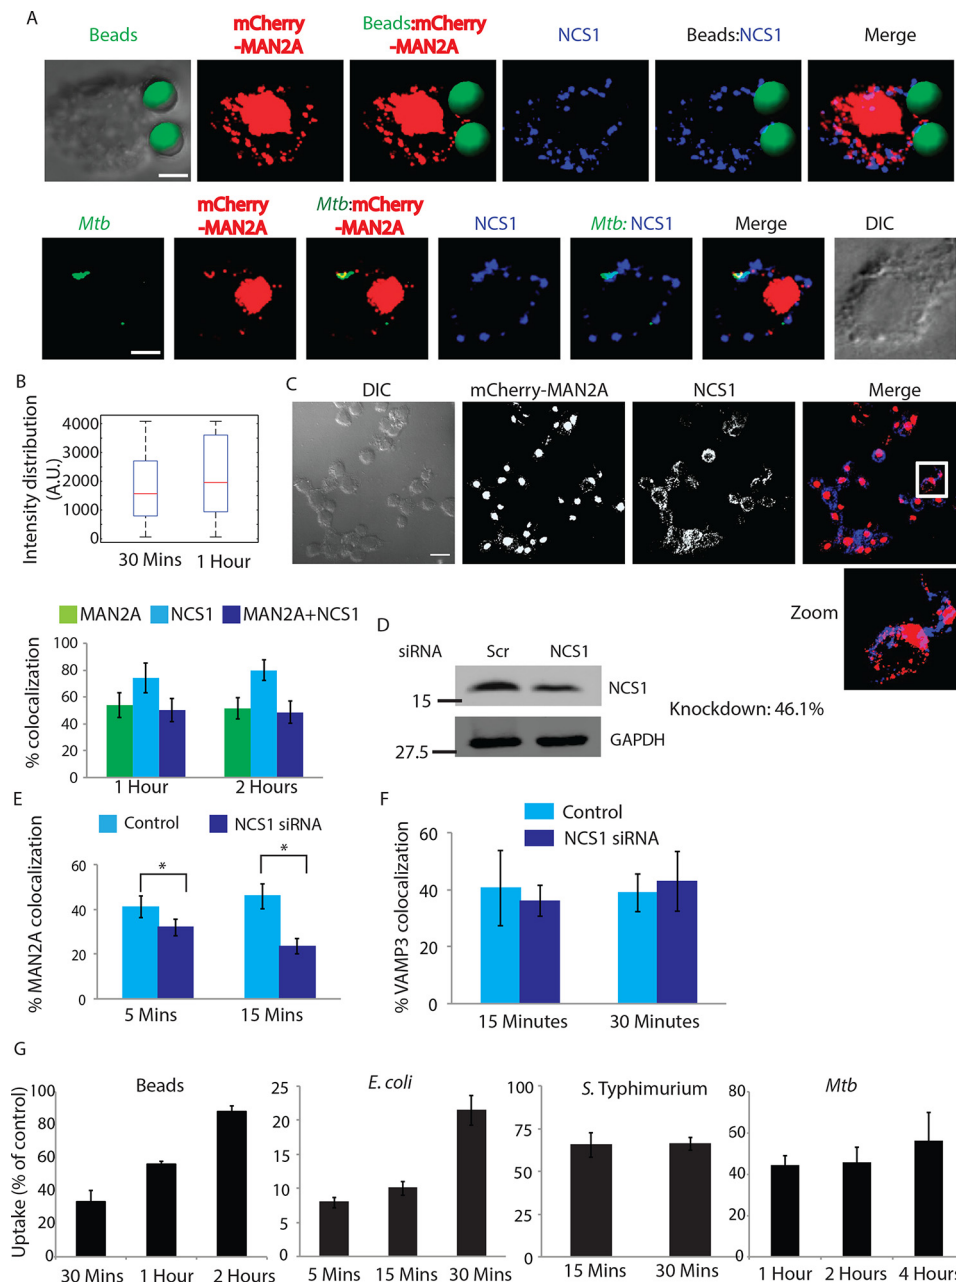 A
Beads
mCherry
-MAN2A
Beads:mCherry
-MAN2A
NCS1
Beads:NCS1
Merge
Mtb
mCherry
-MAN2A
Mtb:mCherry
-MAN2A
NCS1
Mtb: NCS1
Merge
DIC
B
Intensity distribution
(A.U.)
4000
3000
2000
1000
0
30 Mins
1 Hour
C
DIC
mCherry-MAN2A
NCS1
Merge
Zoom
MAN2A
NCS1
MAN2A+NCS1
% colocalization
100
80
60
40
20
0
1 Hour
2 Hours
D
siRNA
Scr
NCS1
15
NCS1
27.5
GAPDH
Knockdown: 46.1%
E
Control
NCS1 siRNA
% MAN2A colocalization
60
40
20
0
*
*
5 Mins
15 Mins
F
Control
NCS1 siRNA
% VAMP3 colocalization
60
40
20
0
15 Minutes
30 Minutes
G
Uptake (% of control)
Beads
100
80
60
40
20
0
30 Mins
1 Hour
2 Hours
E. coli
25
20
15
10
5
0
5 Mins
15 Mins
30 Mins
S. Typhimurium
100
75
50
25
0
15 Mins
30 Mins
Mtb
80
60
40
20
0
1 Hour
2 Hours
4 Hours